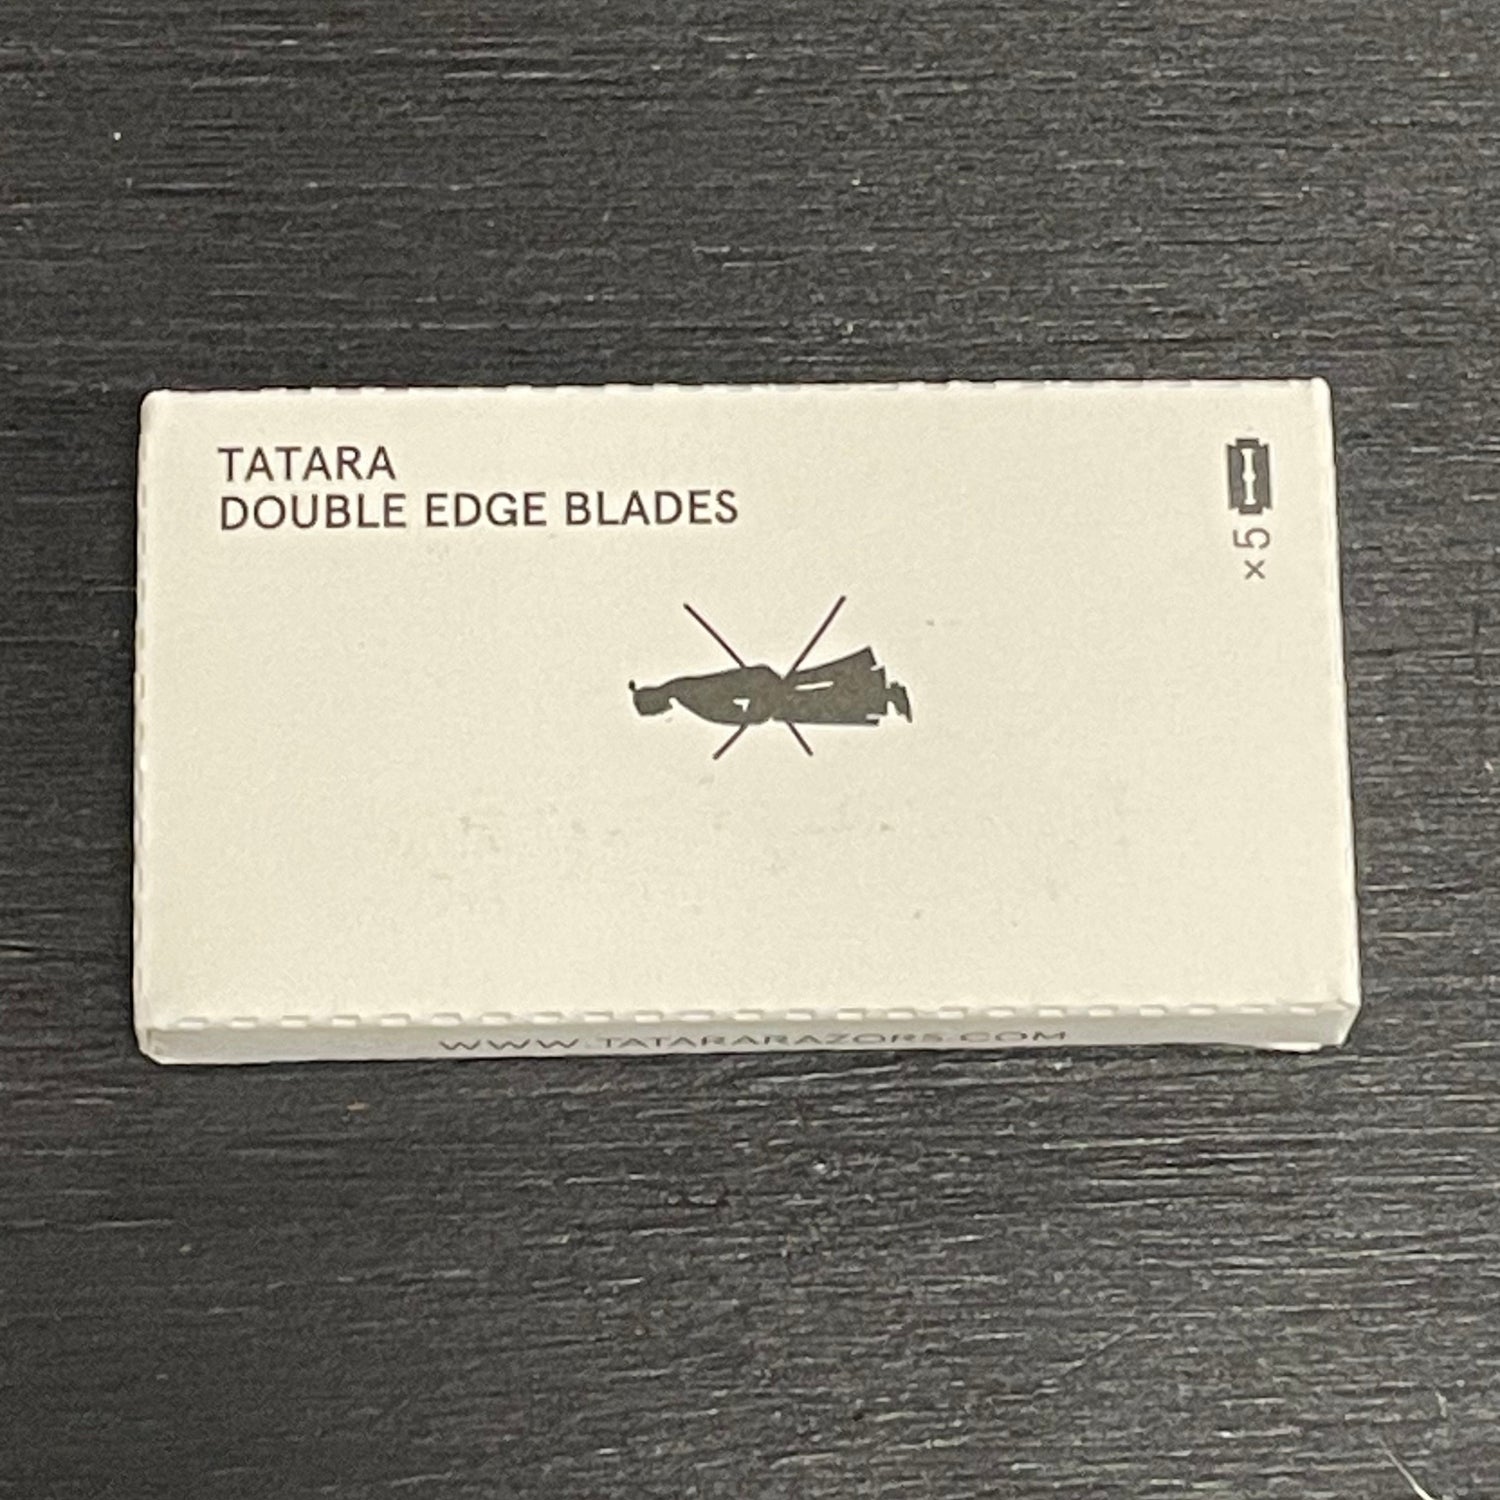 TATARA
DOUBLE EDGE BLADES
×5
WWW.TATARARAZORS.COM